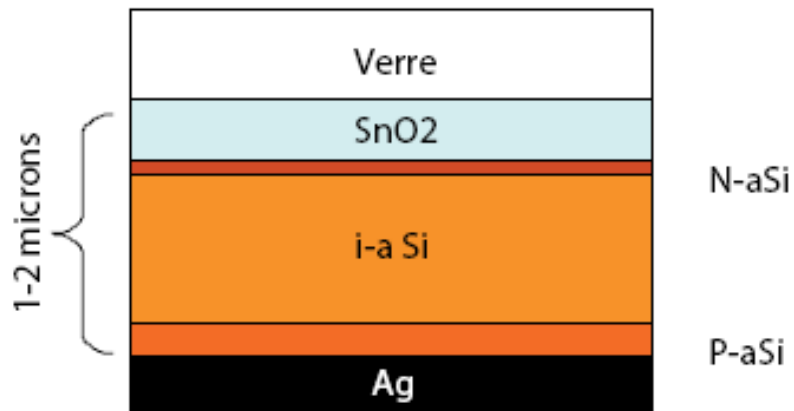 Verre
SnO2
N-aSi
i-a Si
1-2 microns
P-aSi
Ag